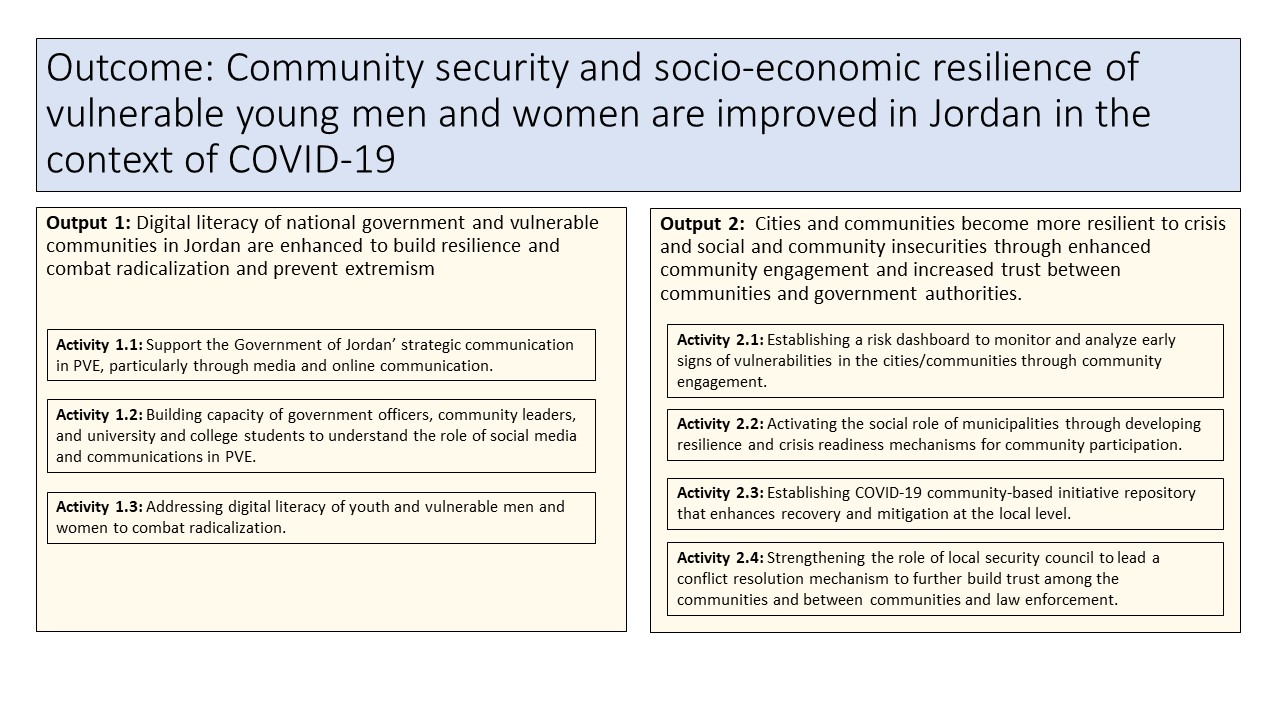 Outcome: Community security and socio-economic resilience of
vulnerable young men and women are improved in Jordan in the
context of COVID-19
Output 1: Digital literacy of national government and vulnerable
communities in Jordan are enhanced to build resilience and
combat radicalization and prevent extremism
Activity 1.1: Support the Government of Jordan’ strategic communication
in PVE, particularly through media and online communication.
Activity 1.2: Building capacity of government officers, community leaders,
and university and college students to understand the role of social media
and communications in PVE.
Activity 1.3: Addressing digital literacy of youth and vulnerable men and
women to combat radicalization.
Output 2: Cities and communities become more resilient to crisis
and social and community insecurities through enhanced
community engagement and increased trust between
communities and government authorities.
Activity 2.1: Establishing a risk dashboard to monitor and analyze early
signs of vulnerabilities in the cities/communities through community
engagement.
Activity 2.2: Activating the social role of municipalities through developing
resilience and crisis readiness mechanisms for community participation.
Activity 2.3: Establishing COVID-19 community-based initiative repository
that enhances recovery and mitigation at the local level.
Activity 2.4: Strengthening the role of local security council to lead a
conflict resolution mechanism to further build trust among the
communities and between communities and law enforcement.